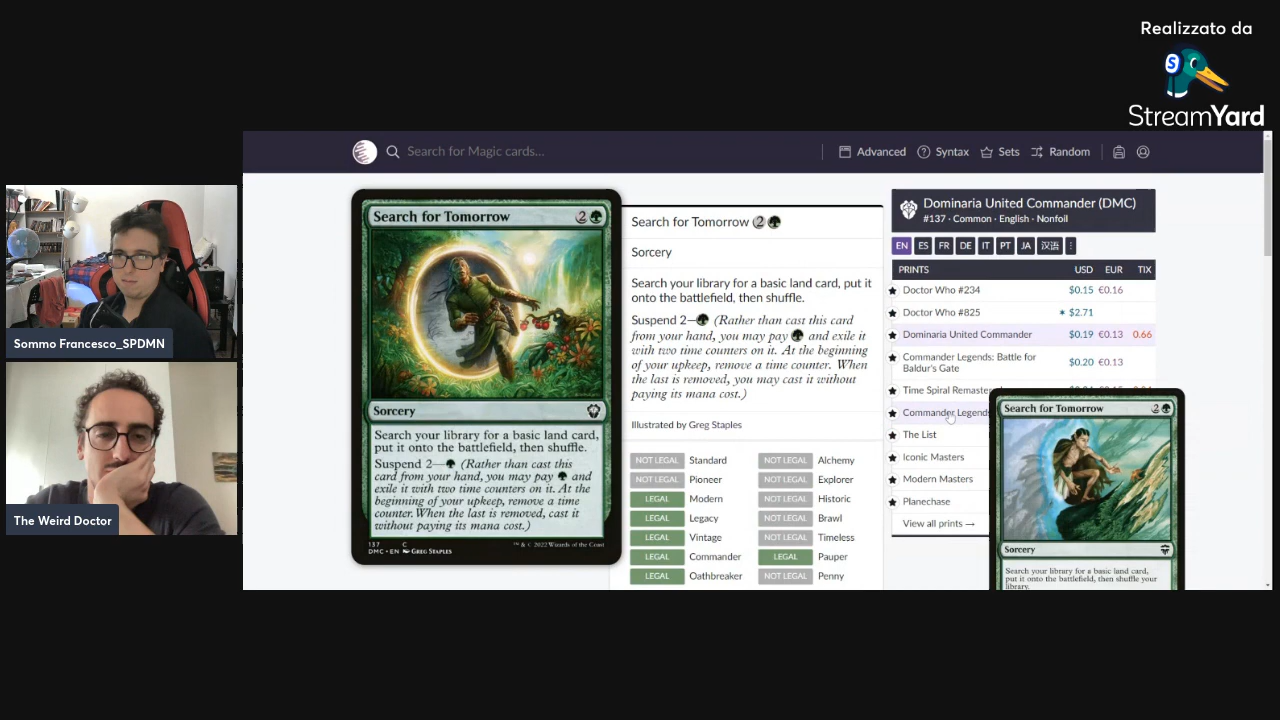 Realizzato da
StreamYard
Search for Magic cards...
Advanced
Syntax
Sets
Random
Sommo Francesco_SPDMN
The Weird Doctor
Search for Tomorrow 2
Sorcery
Search your library for a basic land card,
put it onto the battlefield, then shuffle.
Suspend 2— (Rather than cast this
card from your hand, you may pay and
exile it with two time counters on it. At the
beginning of your upkeep, remove a time
counter. When the last is removed, cast it
without paying its mana cost.)
137 C
DMC • EN Greg Staples
™ & © 2022 Wizards of the Coast
Search for Tomorrow 2
Sorcery
Search your library for a basic land card, put it
onto the battlefield, then shuffle.
Suspend 2— (Rather than cast this card
from your hand, you may pay and exile it
with two time counters on it. At the beginning
of your upkeep, remove a time counter. When
the last is removed, you may cast it without
paying its mana cost.)
Illustrated by Greg Staples
NOT LEGAL Standard NOT LEGAL Alchemy
NOT LEGAL Pioneer NOT LEGAL Explorer
LEGAL Modern NOT LEGAL Historic
LEGAL Legacy NOT LEGAL Brawl
LEGAL Vintage NOT LEGAL Timeless
LEGAL Commander LEGAL Pauper
LEGAL Oathbreaker NOT LEGAL Penny
Dominaria United Commander (DMC)
#137 · Common · English · Nonfoil
EN ES FR DE IT PT JA 汉语
PRINTS USD EUR TIX
Doctor Who #234 $0.15 €0.16
Doctor Who #825 $2.71
Dominaria United Commander $0.19 €0.13 0.66
Commander Legends: Battle for
Baldur's Gate $0.20 €0.13
Time Spiral Remaster
Commander Legends
The List
Iconic Masters
Modern Masters
Planechase
View all prints →
Search for Tomorrow 2
Sorcery
Search your library for a basic land card,
put it onto the battlefield, then shuffle your
library.